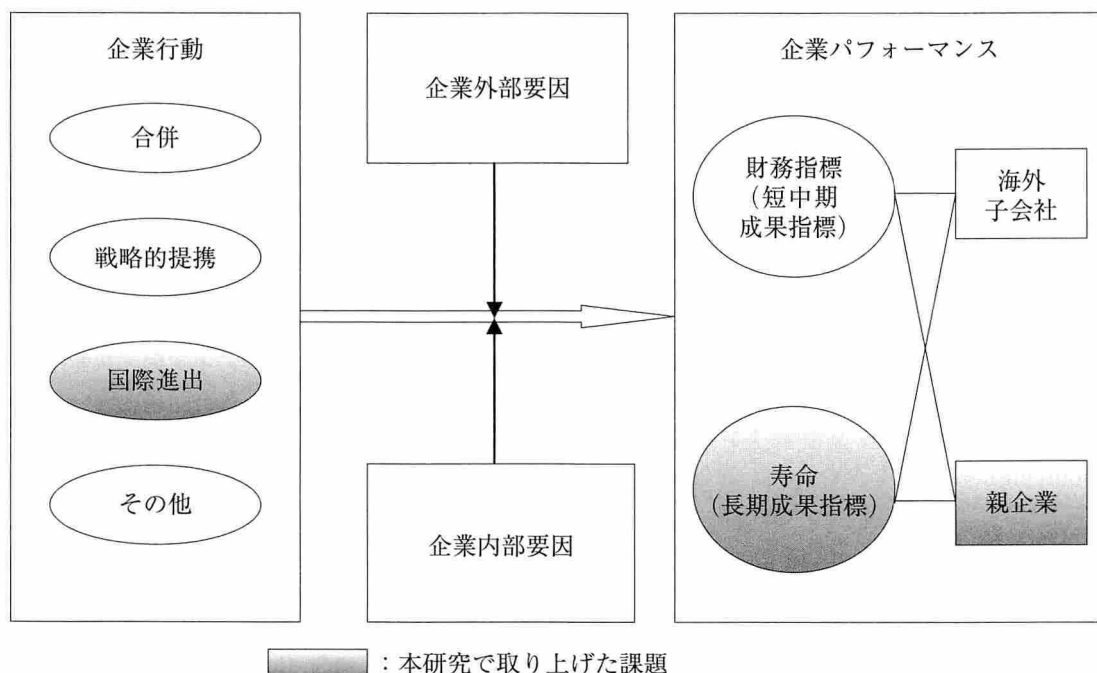 企業行動
合併
戦略的提携
国際進出
その他
企業外部要因
企業内部要因
企業パフォーマンス
財務指標
(短中期
成果指標)
海外
子会社
寿命
(長期成果指標)
親企業
：本研究で取り上げた課題